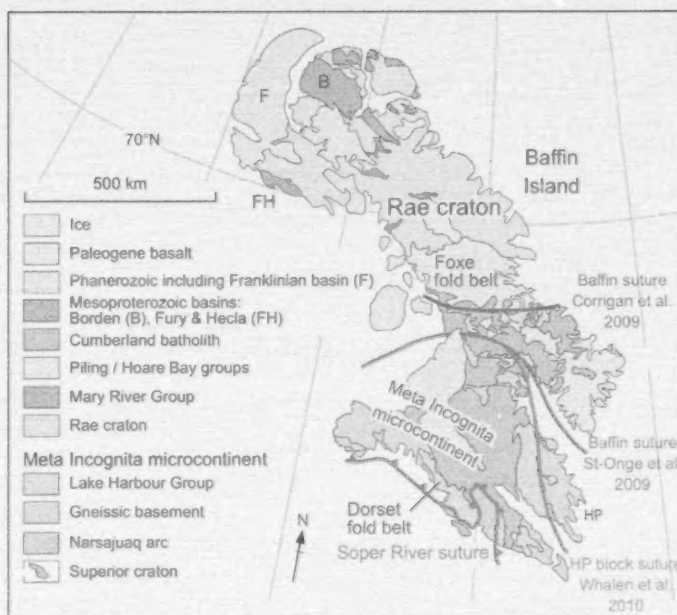 F
B
70°N
500 km
FH
Baffin
Island
Rae craton
Foxe
fold belt
Baffin suture
Corrigan et al.
2009
Meta Incognita
microcontinent
Baffin suture
St-Onge et al
2009
HP
Dorset
fold belt
Soper River suture
HP block suture
Whalen et al.
2010
N
Ice
Paleogene basalt
Phanerozoic including Franklinian basin (F)
Mesoproterozoic basins:
Borden (B), Fury & Hecla (FH)
Cumberland batholith
Piling / Hoare Bay groups
Mary River Group
Rae craton
Meta Incognita microcontinent
Lake Harbour Group
Gneissic basement
Narsajuaq arc
Superior craton